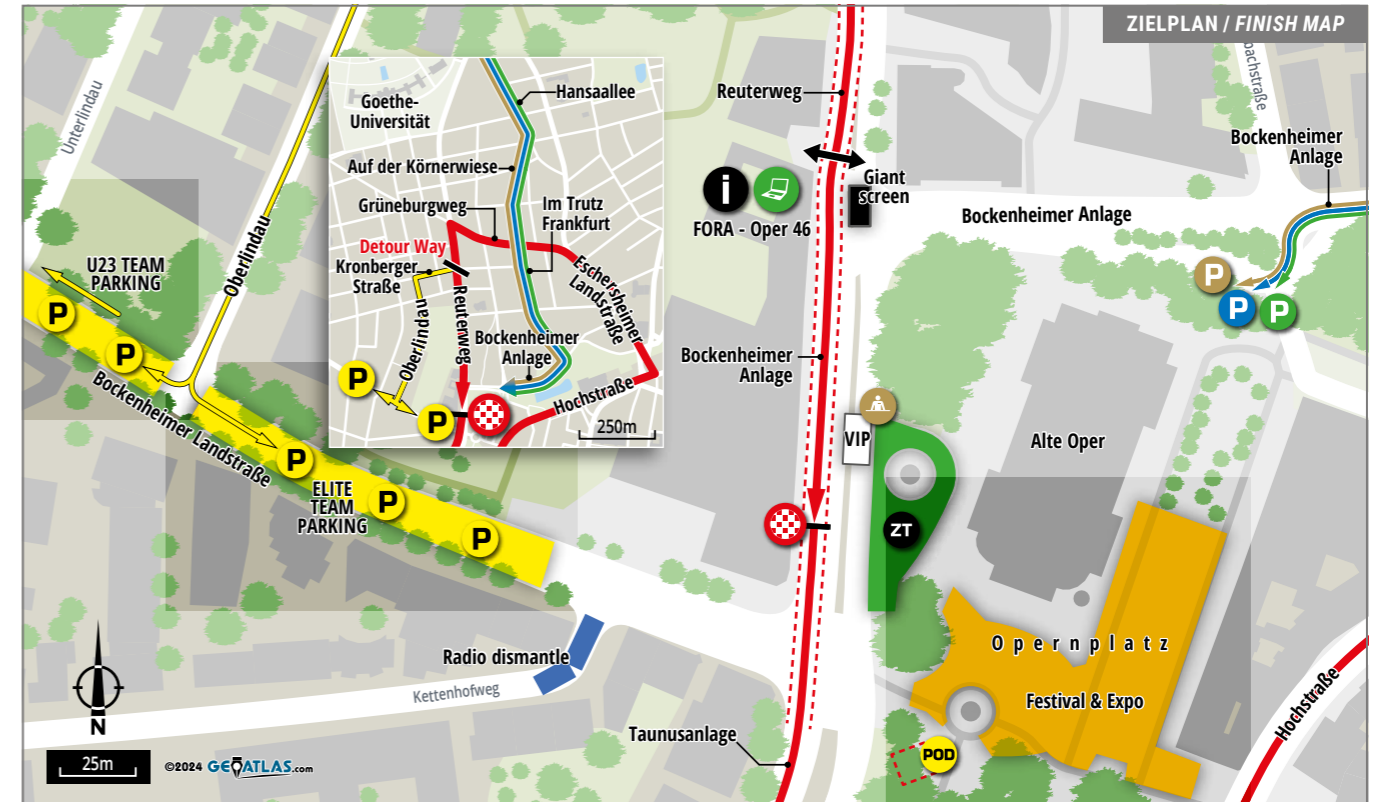 ZIELPLAN / FINISH MAP
Unterlindau
Oberlindau
U23 TEAM
PARKING
P
P
Bockenheimer Landstraße
P
ELITE
TEAM
PARKING
P
P
Goethe-
Universität
Hansaallee
Auf der Körnerwiese
Grüneburgweg
Im Trutz
Frankfurt
Detour Way
Kronberger
Straße
Eschersheimer
Landstraße
Oberlindau
Reuterweg
Bockenheimer
Anlage
Hochstraße
P
P
250m
Reuterweg
i
FORA - Oper 46
Giant
screen
Bockenheimer Anlage
bachstraße
Bockenheimer
Anlage
P
P
P
Bockenheimer
Anlage
VIP
Alte Oper
ZT
Opernplatz
Festival & Expo
POD
Hochstraße
Taunusanlage
Radio dismantle
Kettenhofweg
N
25m
©2024 GEOATLAS.com